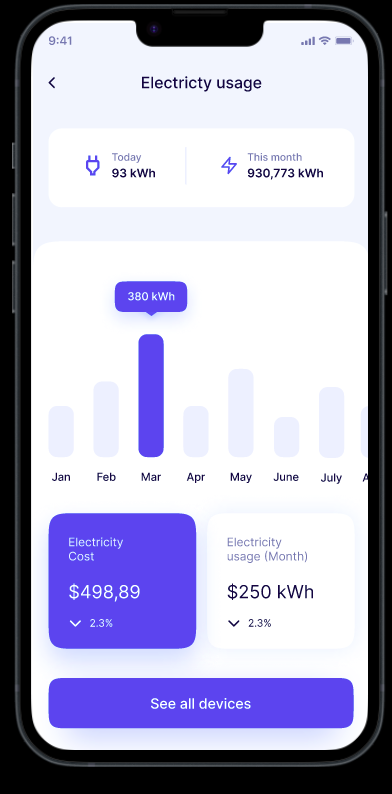 9:41
Electricty usage
Today
93 kWh
This month
930,773 kWh
380 kWh
Jan Feb Mar Apr May June July A
Electricity
Cost
$498,89
2.3%
Electricity
usage (Month)
$250 kWh
2.3%
See all devices